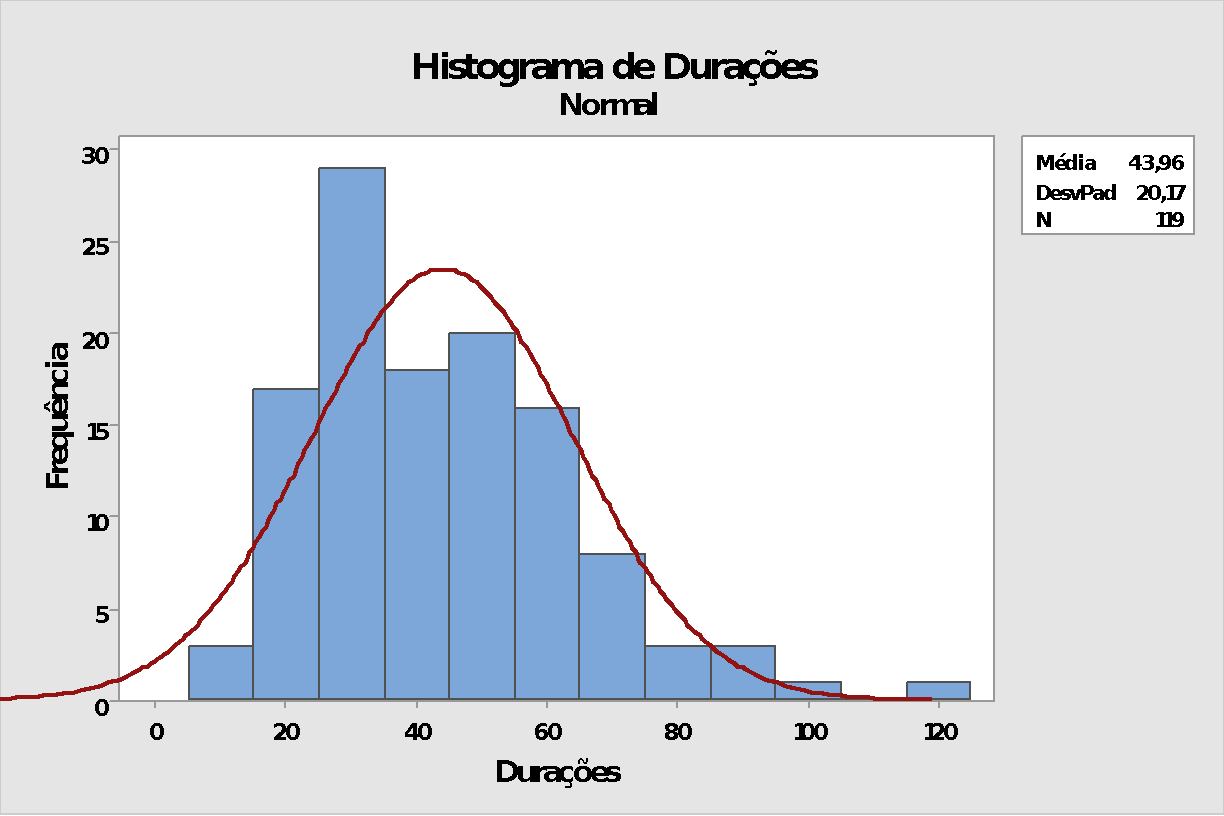 Histograma de Durações
Normal
Média 43,96
DesvPad 20,17
N 119
Frequência
30
25
20
15
10
5
0
0 20 40 60 80 100 120
Durações